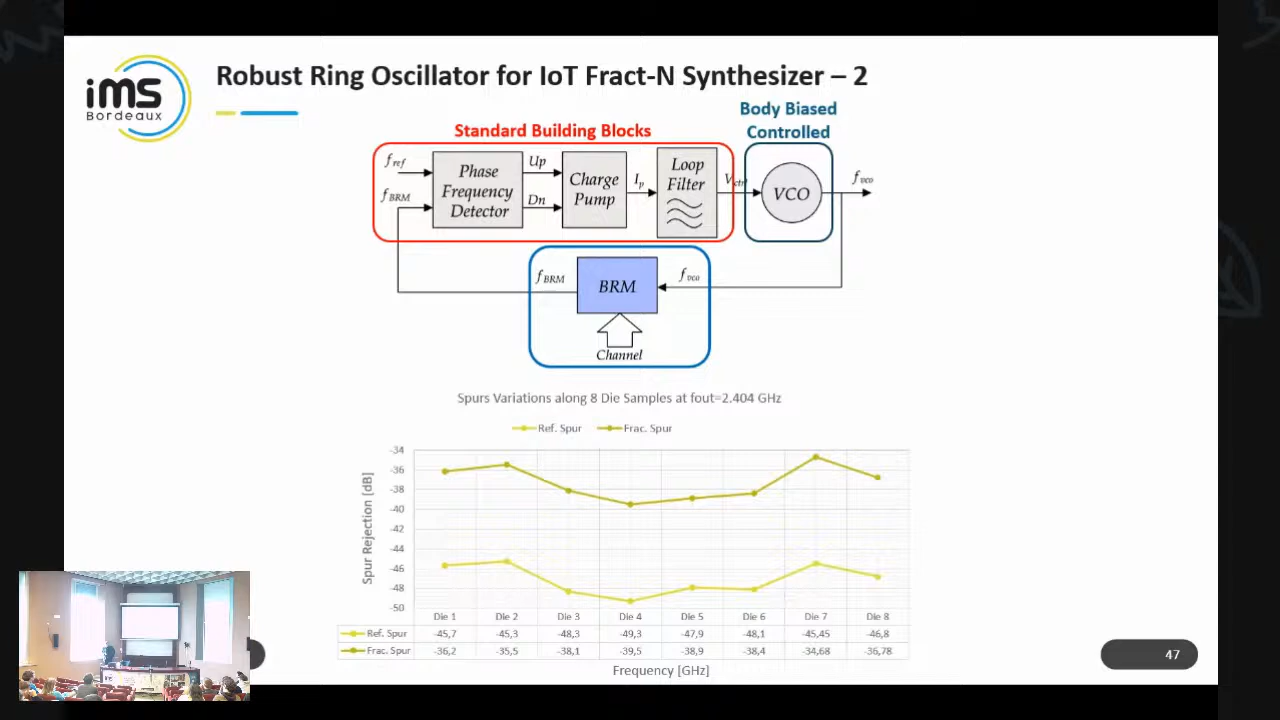 iMS
Bordeaux
Robust Ring Oscillator for IoT Fract-N Synthesizer – 2
Standard Building Blocks
Body Biased
Controlled
fref
fBRM
Phase
Frequency
Detector
Up
Dn
Charge
Pump
Ip
Loop
Filter
Vctrl
VCO
fvco
fBRM
BRM
fvco
Channel
Spurs Variations along 8 Die Samples at fout=2.404 GHz
Ref. Spur Frac. Spur
Spur Rejection [dB]
-34
-36
-38
-40
-42
-44
-46
-48
-50
Die 1 Die 2 Die 3 Die 4 Die 5 Die 6 Die 7 Die 8
Ref. Spur -45,7 -45,3 -48,3 -49,3 -47,9 -48,1 -45,45 -46,8
Frac. Spur -36,2 -35,5 -38,1 -39,5 -38,9 -38,4 -34,68 -36,78
Frequency [GHz]
47